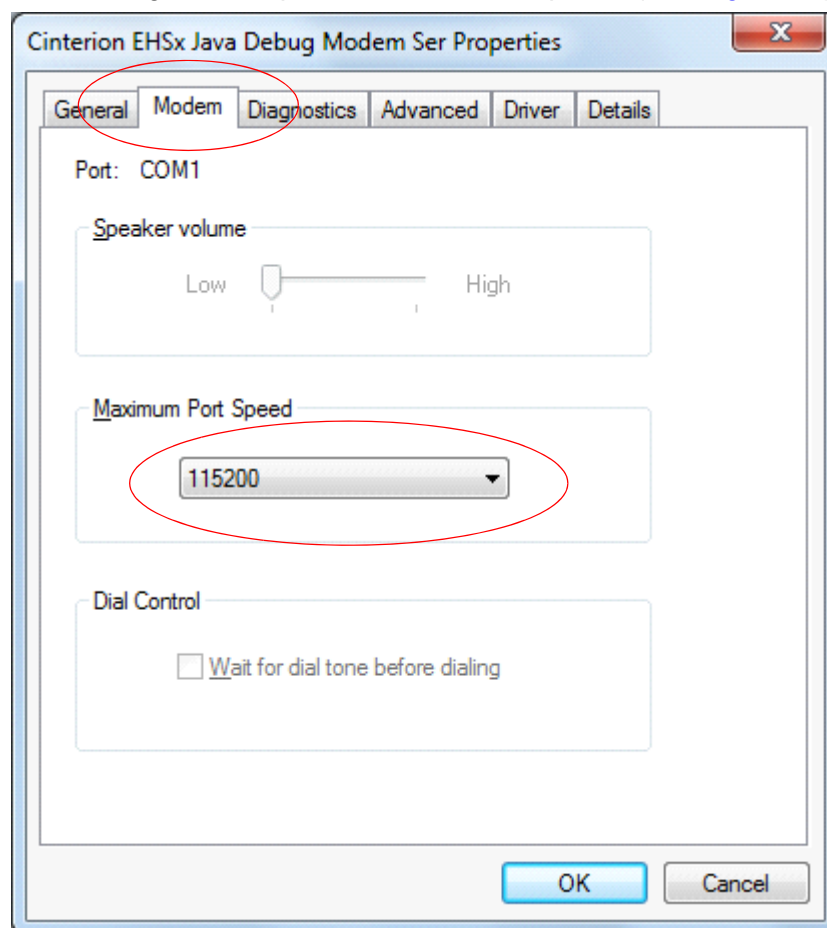 Cinterion EHSx Java Debug Modem Ser Properties
General Modem Diagnostics Advanced Driver Details
Port: COM1
Speaker volume
Low High
Maximum Port Speed
115200
Dial Control
Wait for dial tone before dialing
OK Cancel